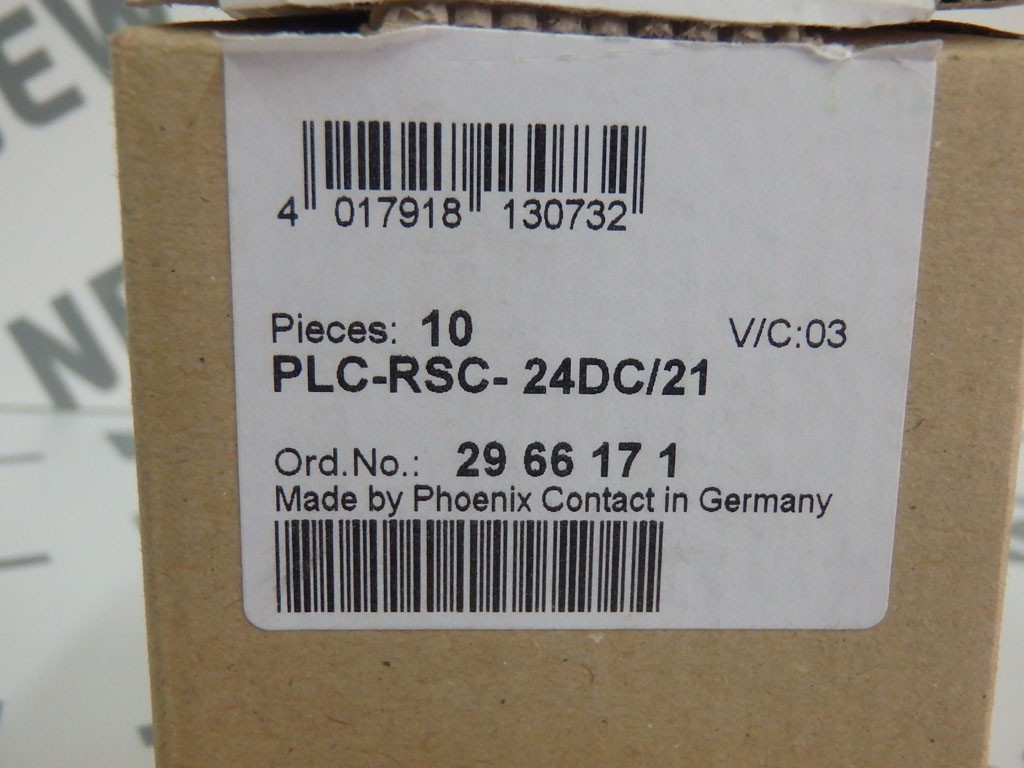 4 017918 130732
Pieces: 10 V/C:03
PLC-RSC- 24DC/21
Ord.No.: 29 66 17 1
Made by Phoenix Contact in Germany